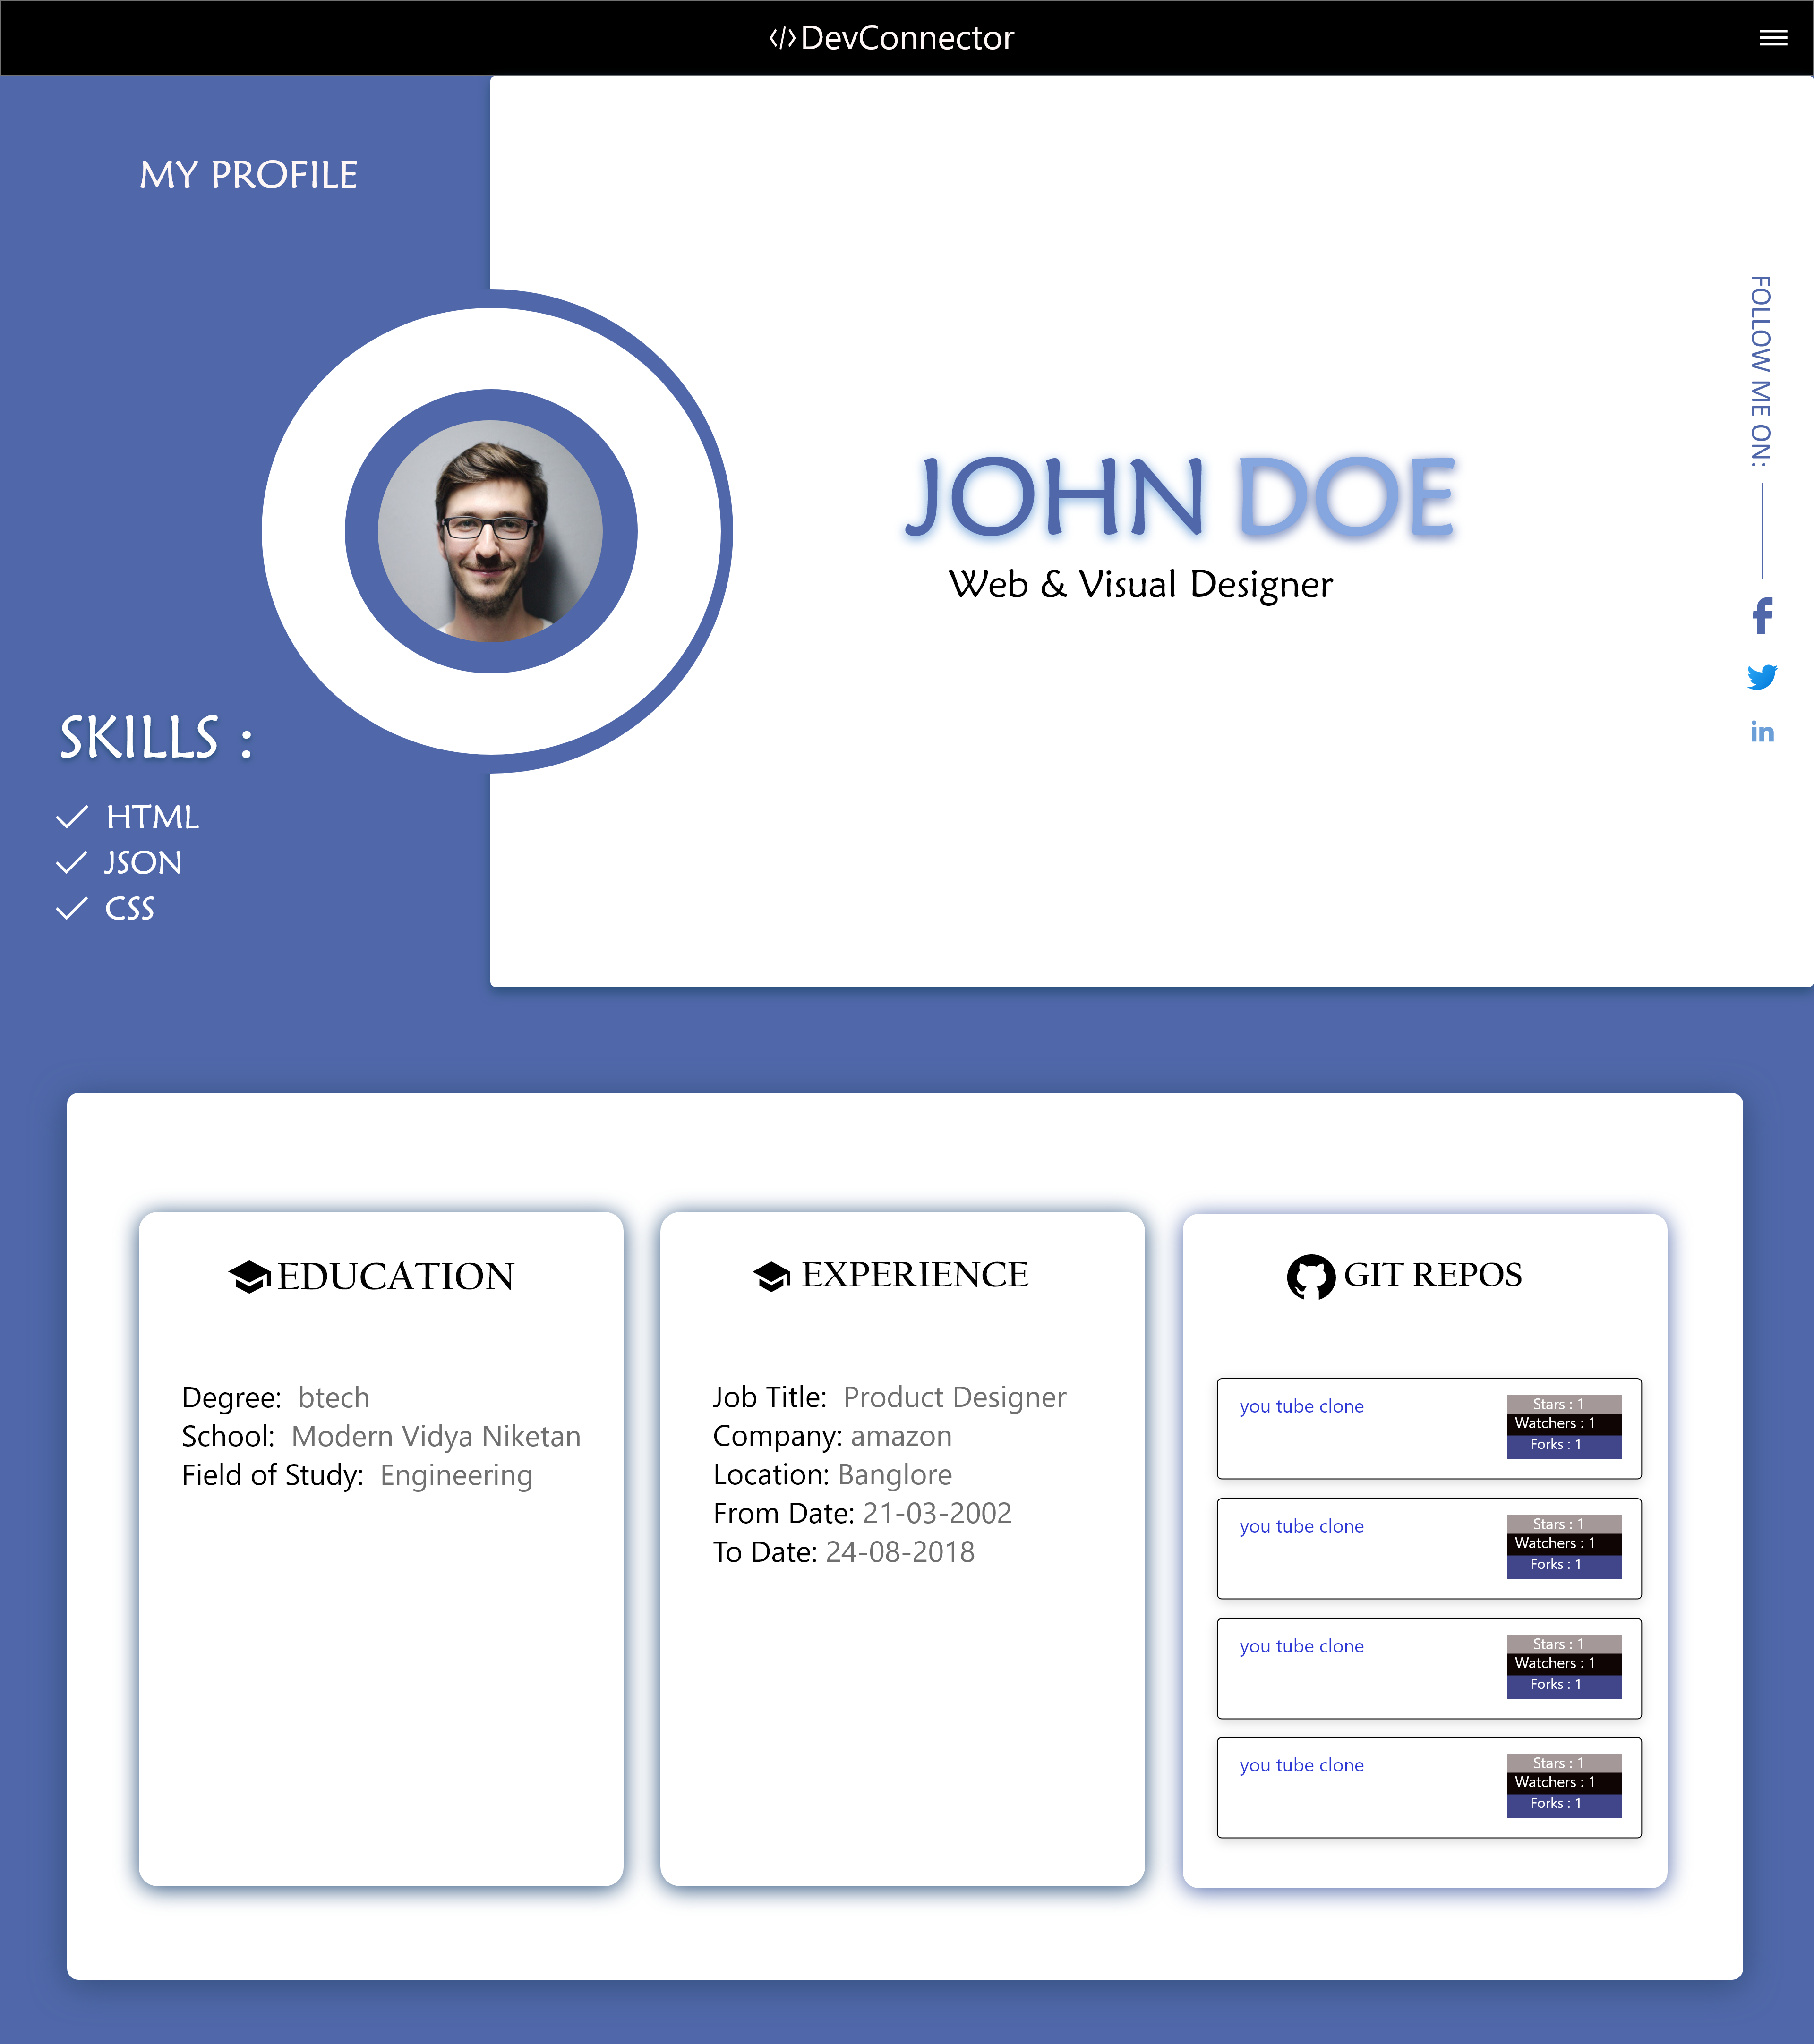 DevConnector
MY PROFILE
FOLLOW ME ON:
JOHN DOE
Web & Visual Designer
SKILLS :
HTML
JSON
CSS
EDUCATION
Degree: btech
School: Modern Vidya Niketan
Field of Study: Engineering
EXPERIENCE
Job Title: Product Designer
Company: amazon
Location: Banglore
From Date: 21-03-2002
To Date: 24-08-2018
GIT REPOS
you tube clone
Stars : 1
Watchers : 1
Forks : 1
you tube clone
Stars : 1
Watchers : 1
Forks : 1
you tube clone
Stars : 1
Watchers : 1
Forks : 1
you tube clone
Stars : 1
Watchers : 1
Forks : 1